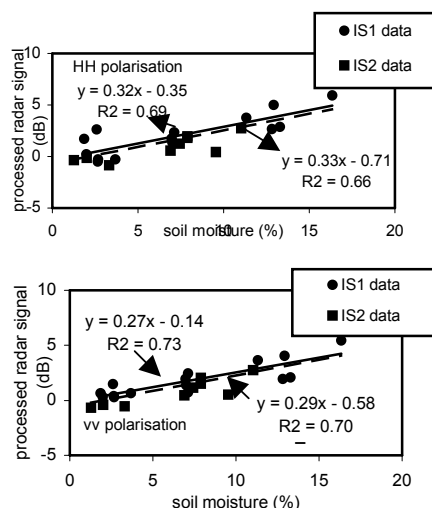 IS1 data
IS2 data
10
HH polarisation
y = 0.32x - 0.35
R2 = 0.69
5
0
-5
y = 0.33x - 0.71
R2 = 0.66
0
5
10
15
20
soil moisture (%)
processed radar signal
(dB)
IS1 data
IS2 data
10
y = 0.27x - 0.14
R2 = 0.73
5
0
-5
y = 0.29x - 0.58
R2 = 0.70
vv polarisation
0
5
10
15
20
soil moisture (%)
processed radar signal
(dB)